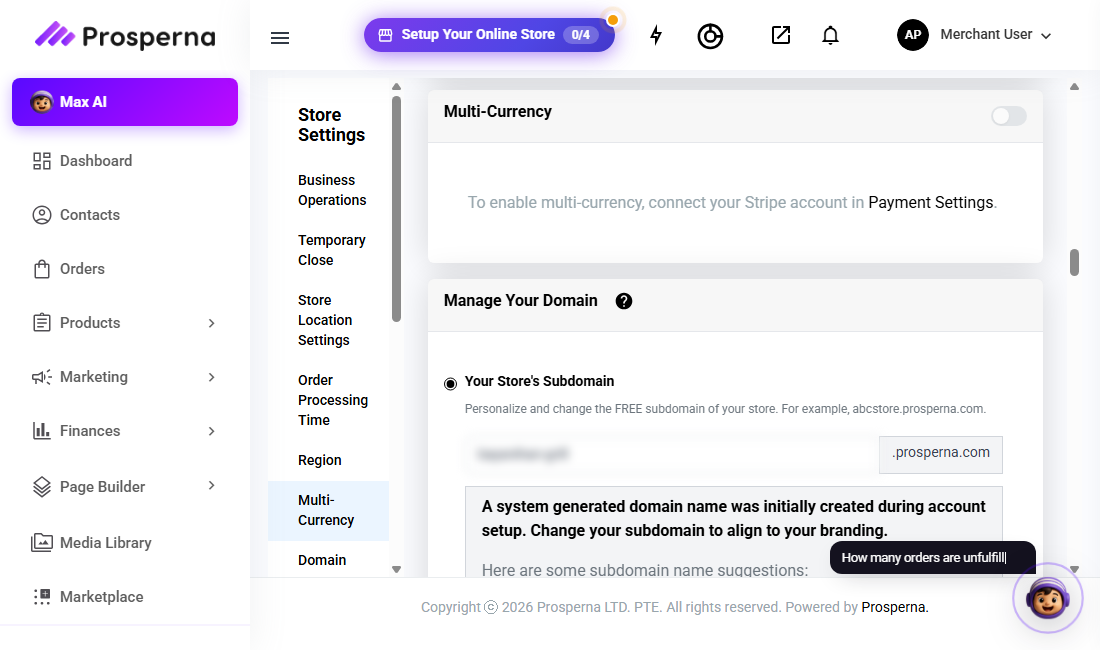 Prosperna
Setup Your Online Store 0/4
AP Merchant User
Max AI
Dashboard
Contacts
Orders
Products
Marketing
Finances
Page Builder
Media Library
Marketplace
Store
Settings
Business
Operations
Temporary
Close
Store
Location
Settings
Order
Processing
Time
Region
Multi-
Currency
Domain
Multi-Currency
To enable multi-currency, connect your Stripe account in Payment Settings.
Manage Your Domain ?
Your Store's Subdomain
Personalize and change the FREE subdomain of your store. For example, abcstore.prosperna.com.
.prosperna.com
A system generated domain name was initially created during account
setup. Change your subdomain to align to your branding.
Here are some subdomain name suggestions:
How many orders are unfulfill
Copyright © 2026 Prosperna LTD. PTE. All rights reserved. Powered by Prosperna.